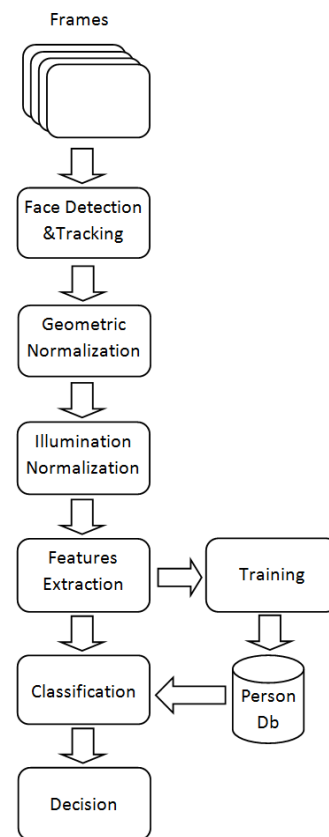 Frames
Face Detection
&Tracking
Geometric
Normalization
Illumination
Normalization
Features
Extraction
Training
Classification
Person
Db
Decision